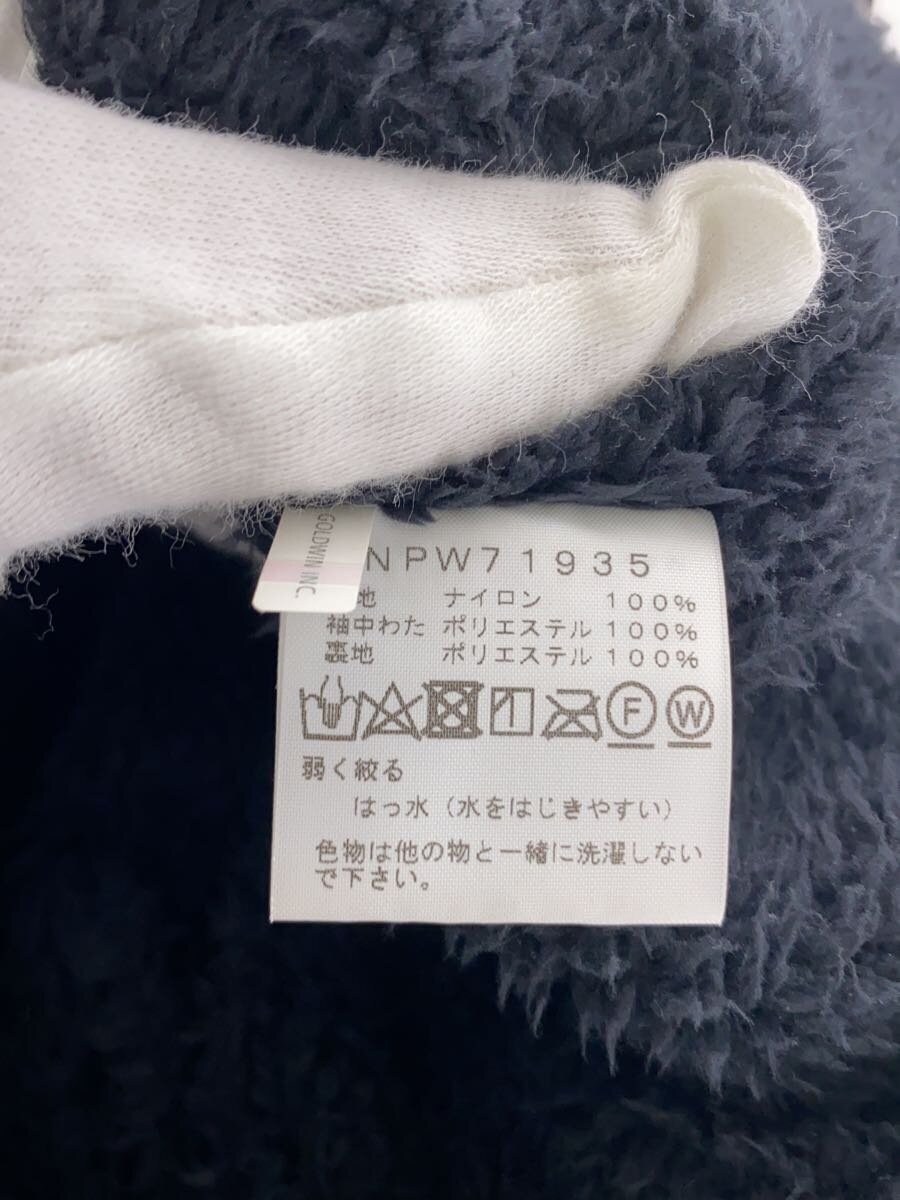 GOLDWIN INC.
NPW71935
地 ナイロン 100%
袖中わた ポリエステル 100%
裏地 ポリエステル 100%
F W
弱く絞る
はっ水（水をはじきやすい）
色物は他の物と一緒に洗濯しない
で下さい。